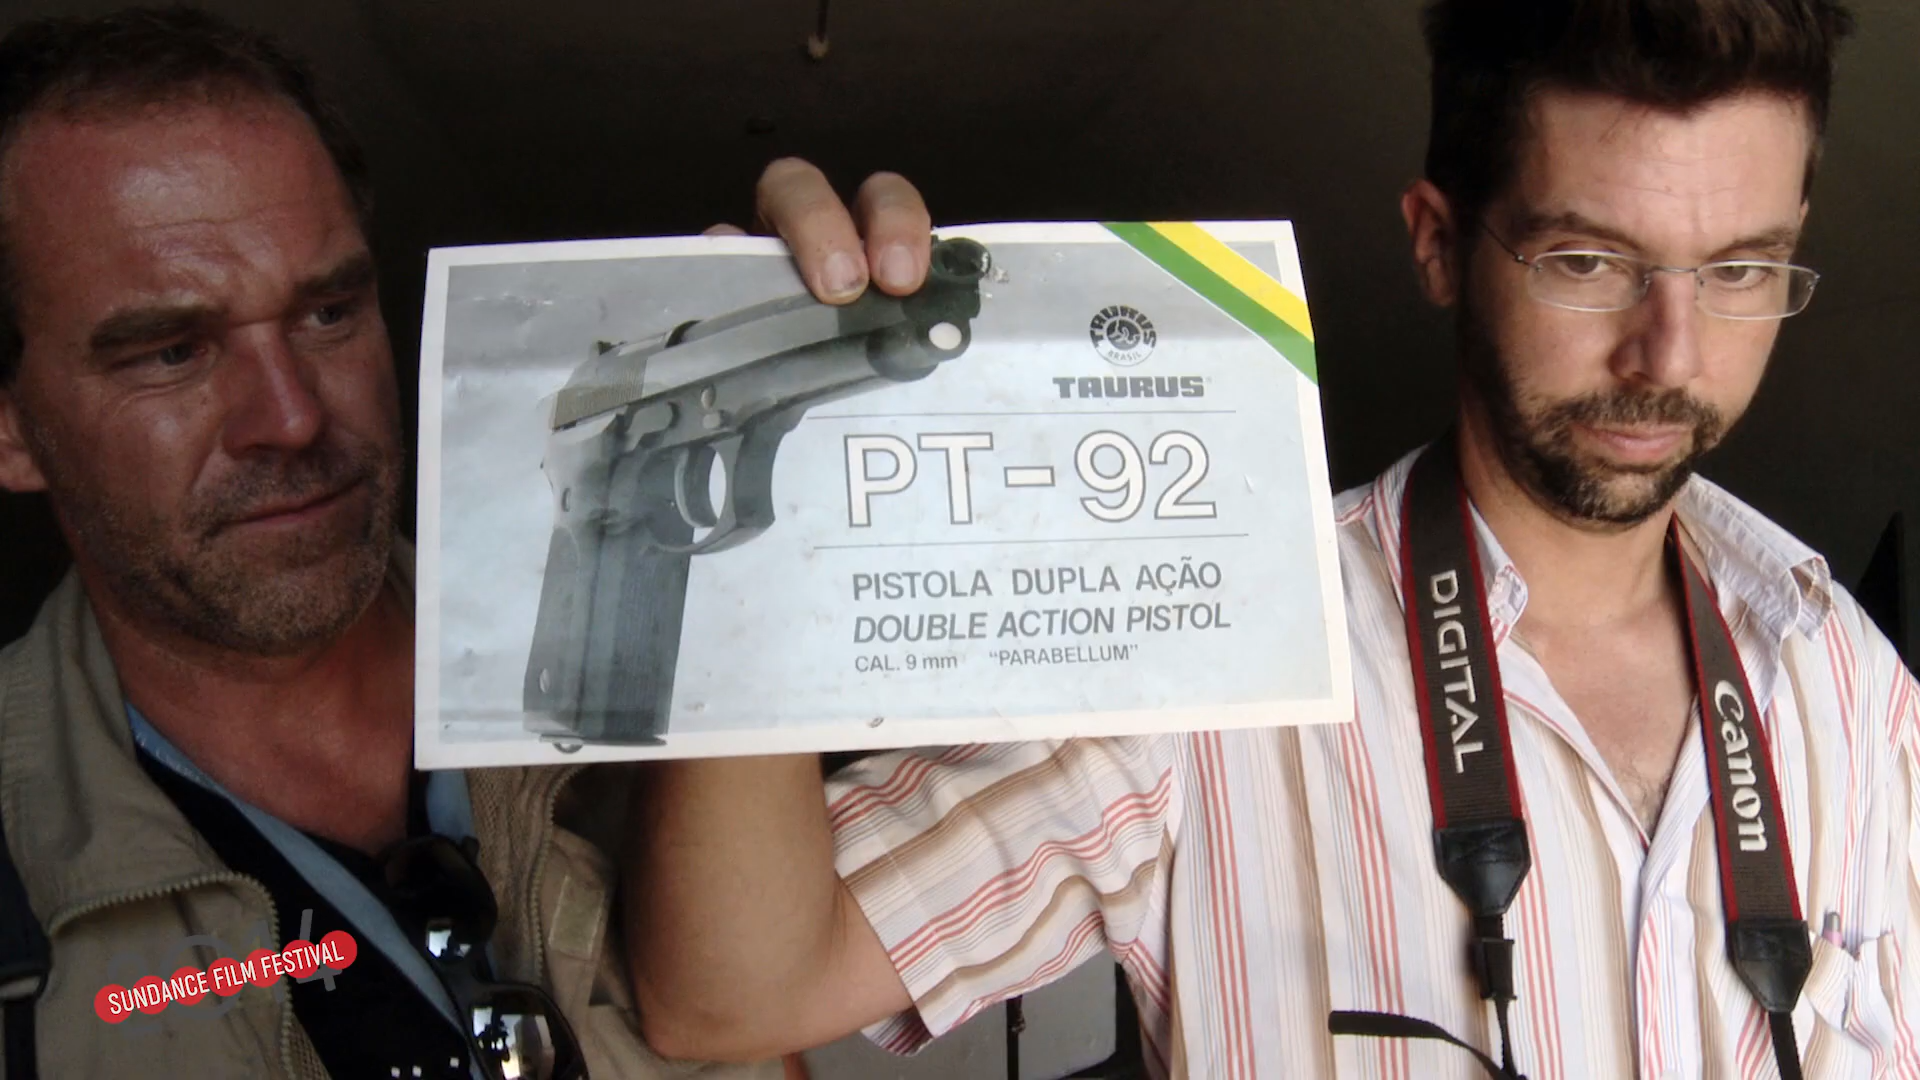 TAURUS
BRASIL
TAURUS
PT-92
PISTOLA DUPLA AÇÃO
DOUBLE ACTION PISTOL
CAL. 9 mm "PARABELLUM"
DIGITAL
Canon
SUNDANCE FILM FESTIVAL